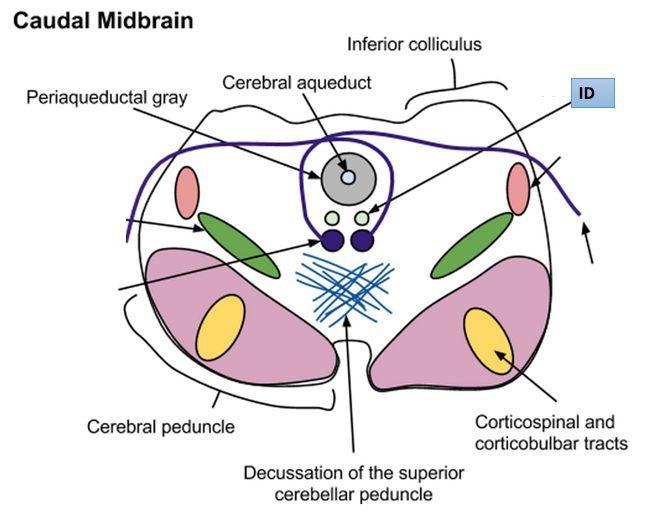 Caudal Midbrain
Inferior colliculus
Cerebral aqueduct
Periaqueductal gray
ID
Cerebral peduncle
Corticospinal and
corticobulbar tracts
Decussation of the superior
cerebellar peduncle